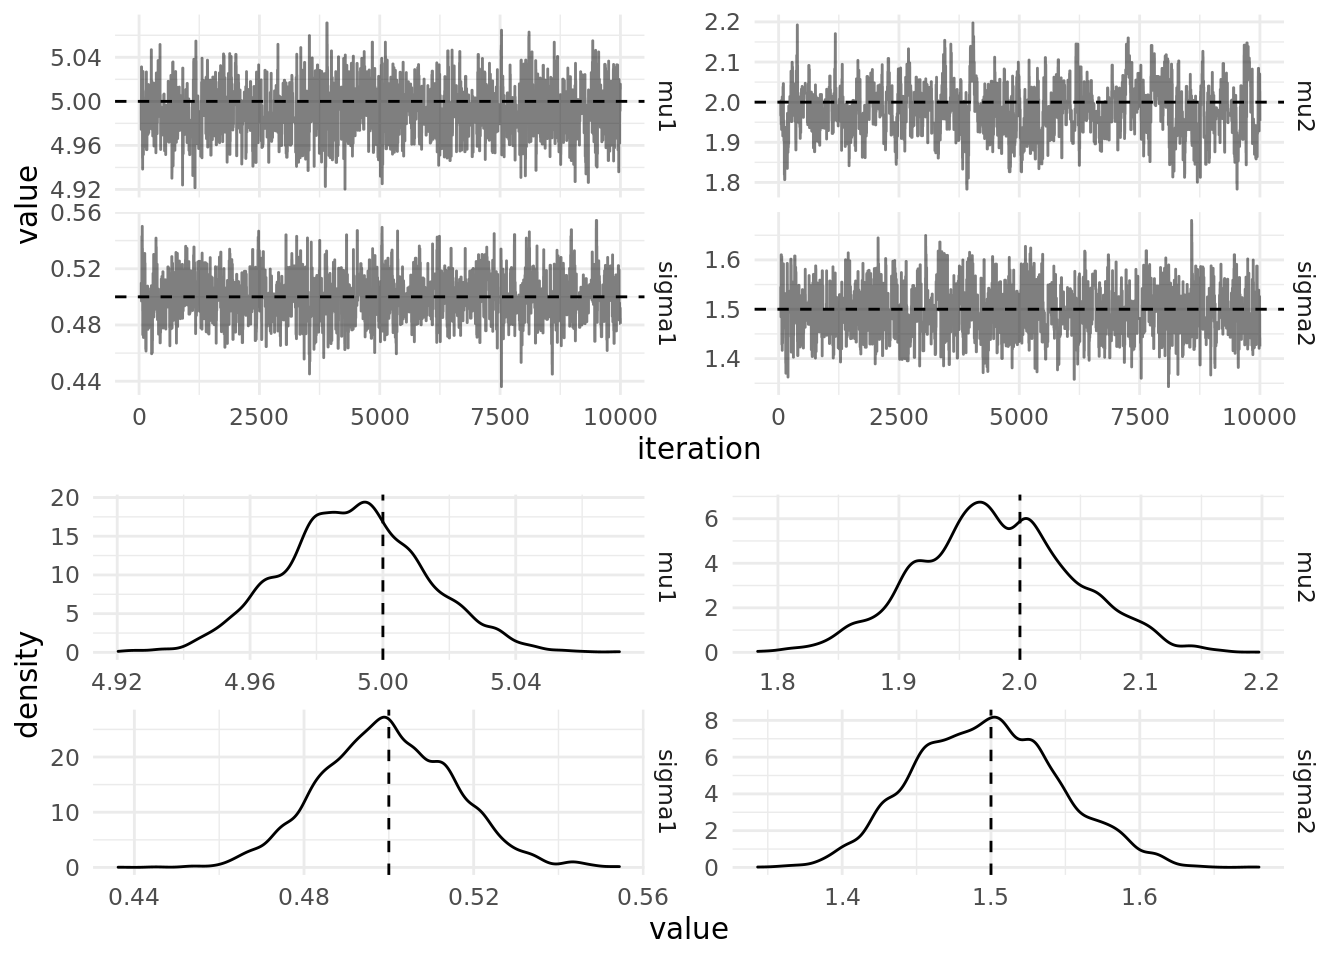 value
5.04
5.00
4.96
4.92
mu1
2.2
2.1
2.0
1.9
1.8
mu2
0.56
0.52
0.48
0.44
sigma1
1.6
1.5
1.4
sigma2
0 2500 5000 7500 10000
0 2500 5000 7500 10000
iteration
density
20
15
10
5
0
mu1
4.92 4.96 5.00 5.04
6
4
2
0
mu2
1.8 1.9 2.0 2.1 2.2
20
10
0
sigma1
0.44 0.48 0.52 0.56
8
6
4
2
0
sigma2
1.4 1.5 1.6
value